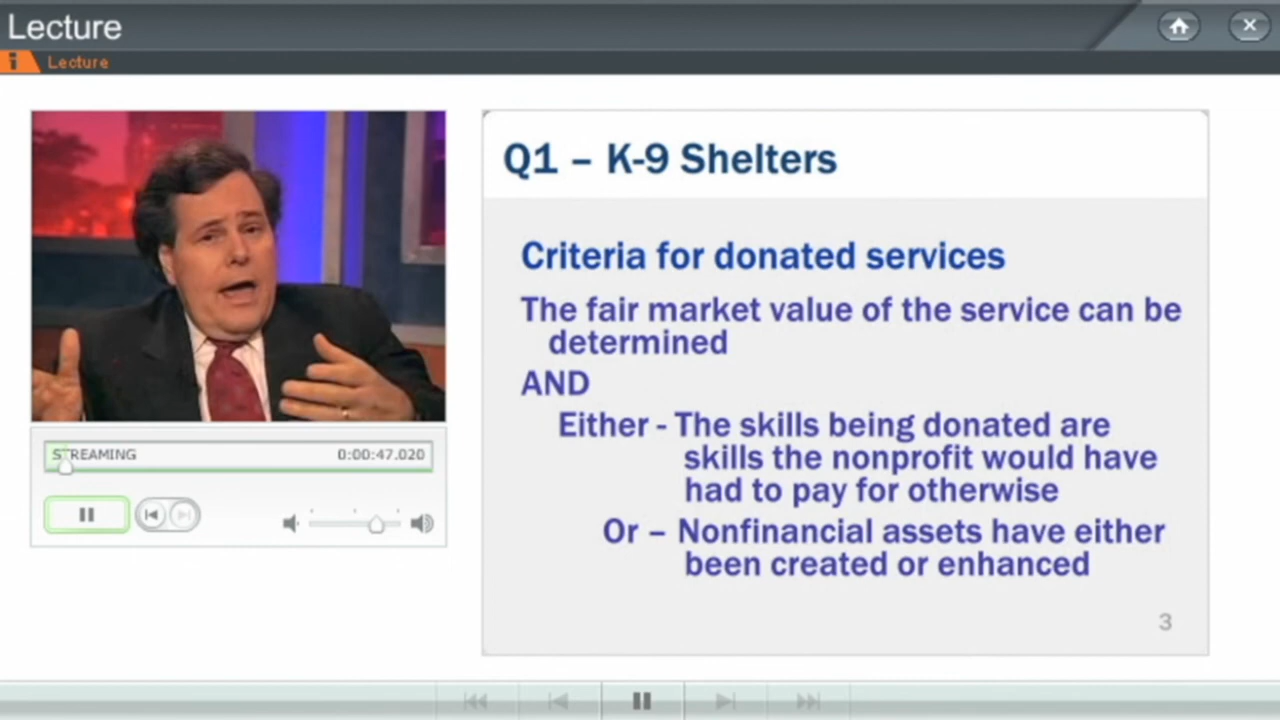 Lecture
i Lecture
Q1 – K-9 Shelters
Criteria for donated services
The fair market value of the service can be
determined
AND
Either - The skills being donated are
skills the nonprofit would have
had to pay for otherwise
Or – Nonfinancial assets have either
been created or enhanced
3
STREAMING 0:00:47.020